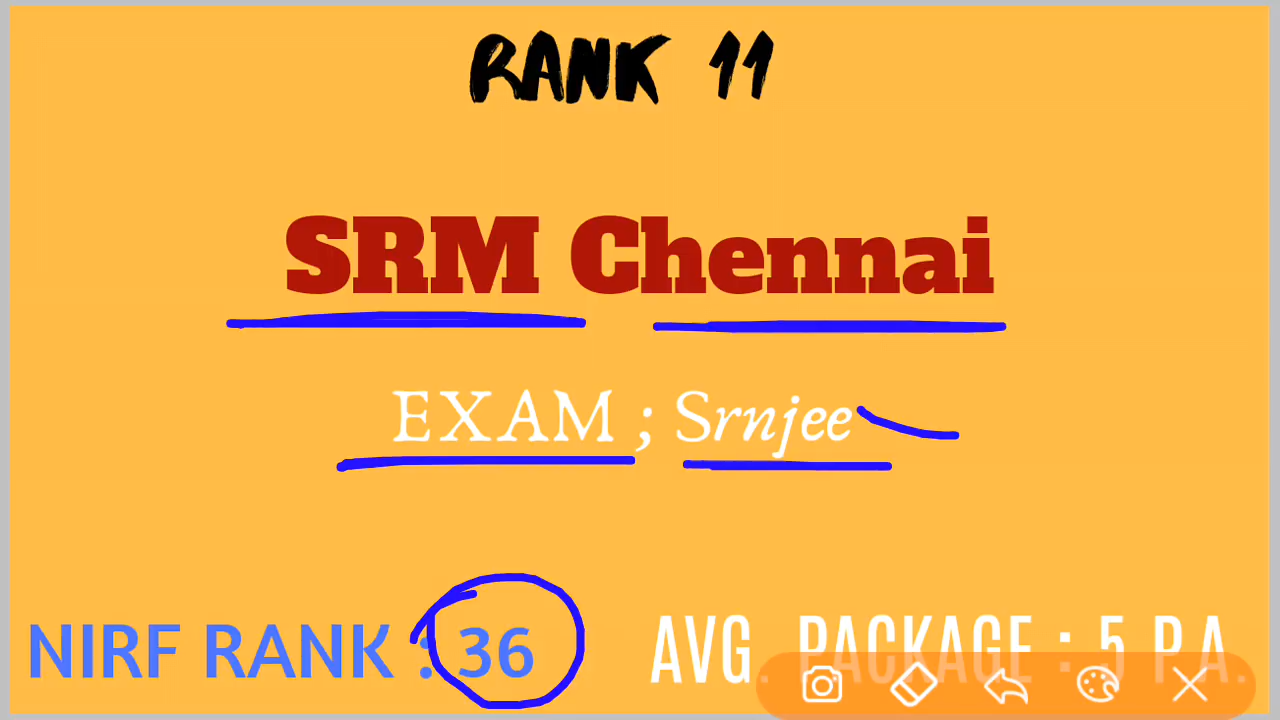 RANK 11
SRM Chennai
EXAM ; Srnjee
NIRF RANK : 36
AVG. PACKAGE : 5 P.A.